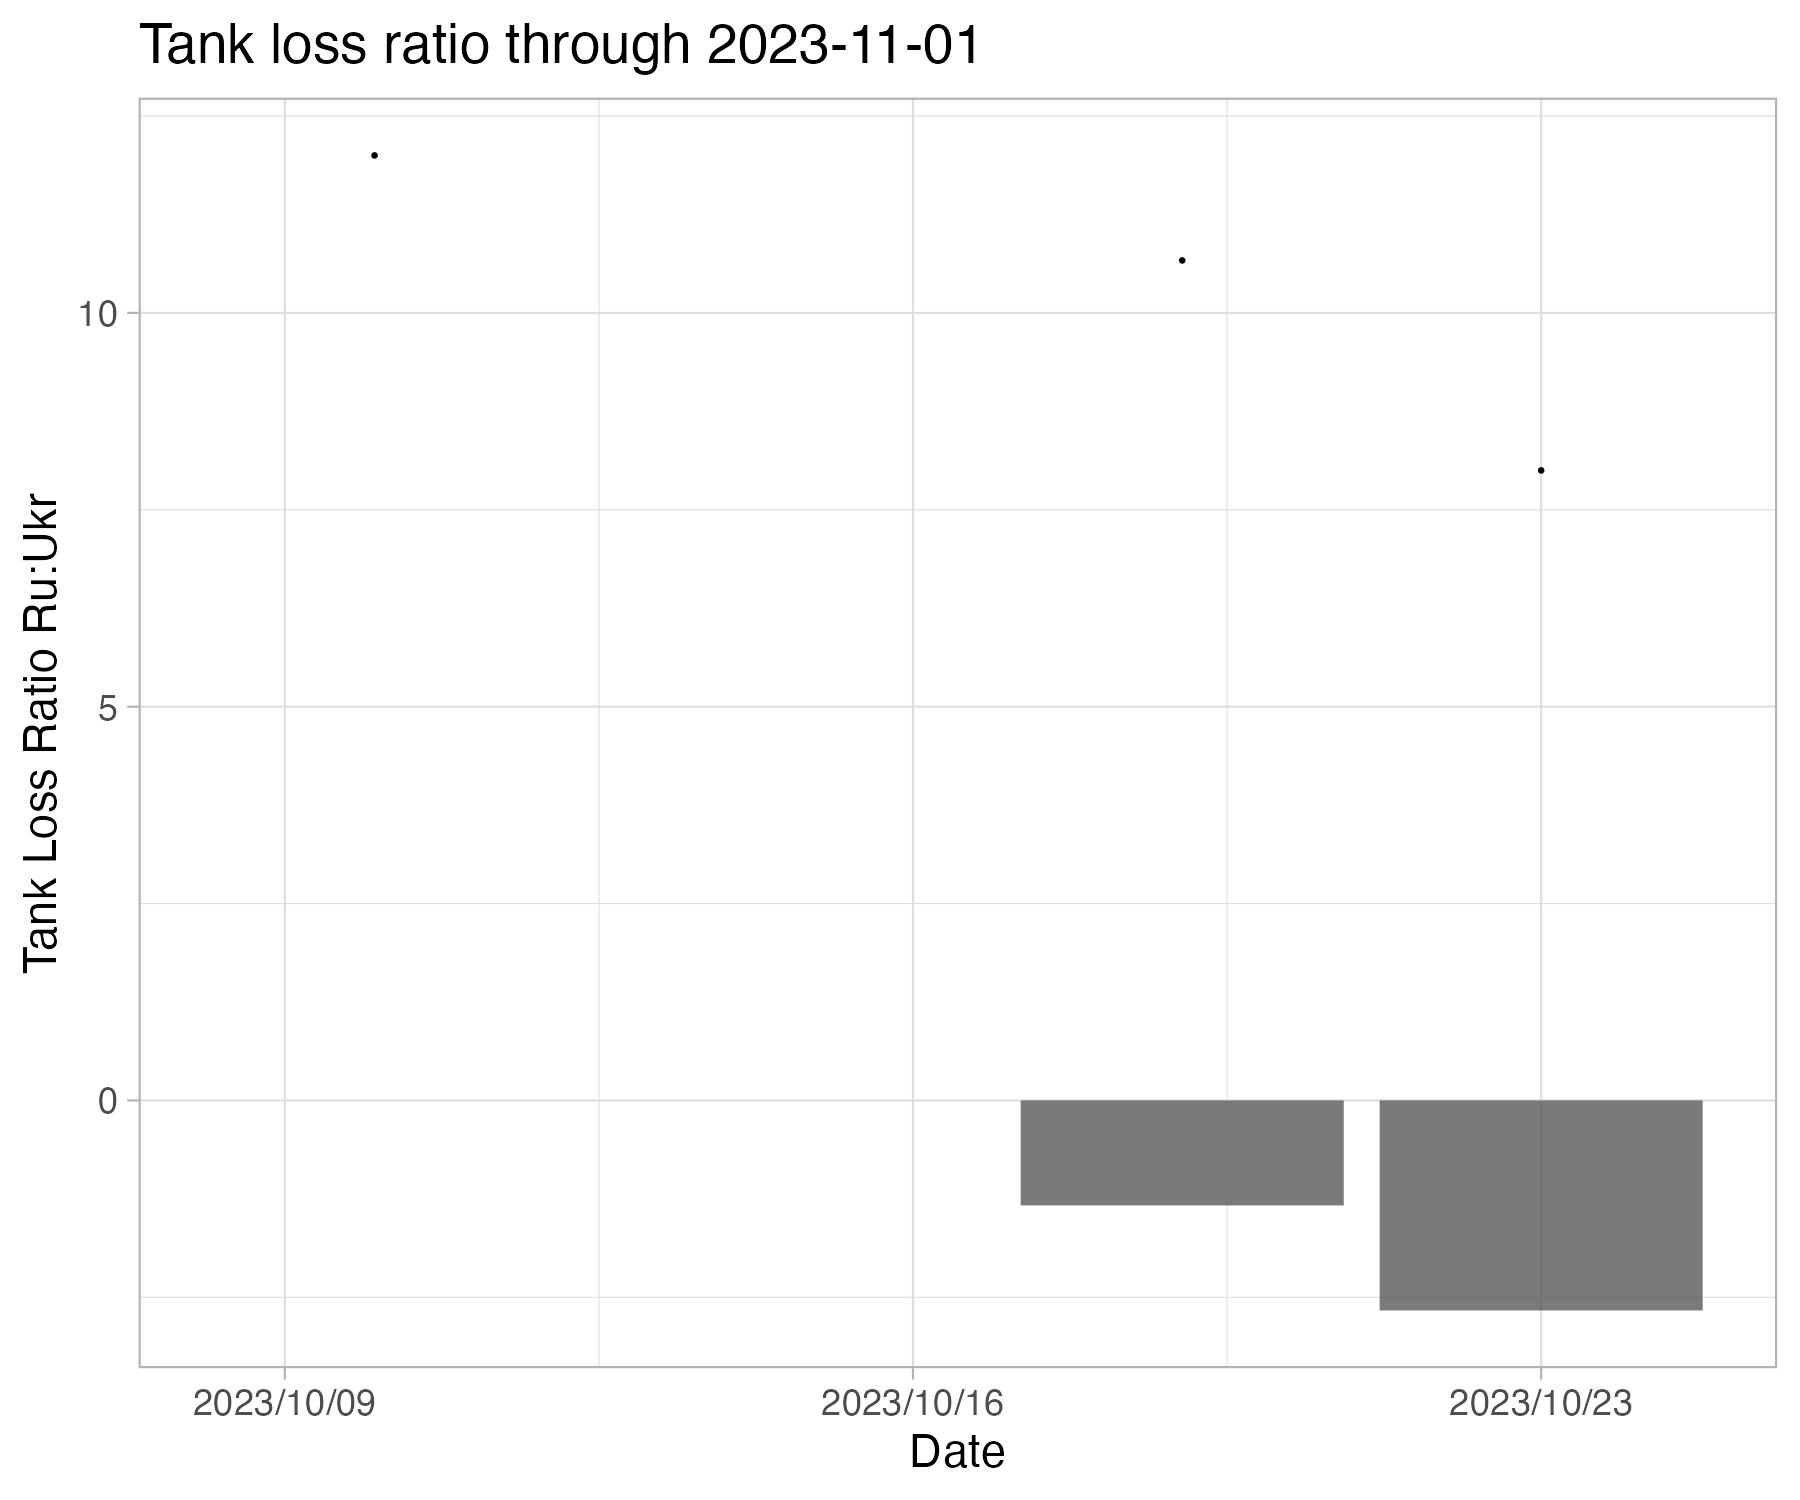 Tank loss ratio through 2023-11-01
Tank Loss Ratio Ru:Ukr
10
5
0
2023/10/09
2023/10/16
2023/10/23
Date